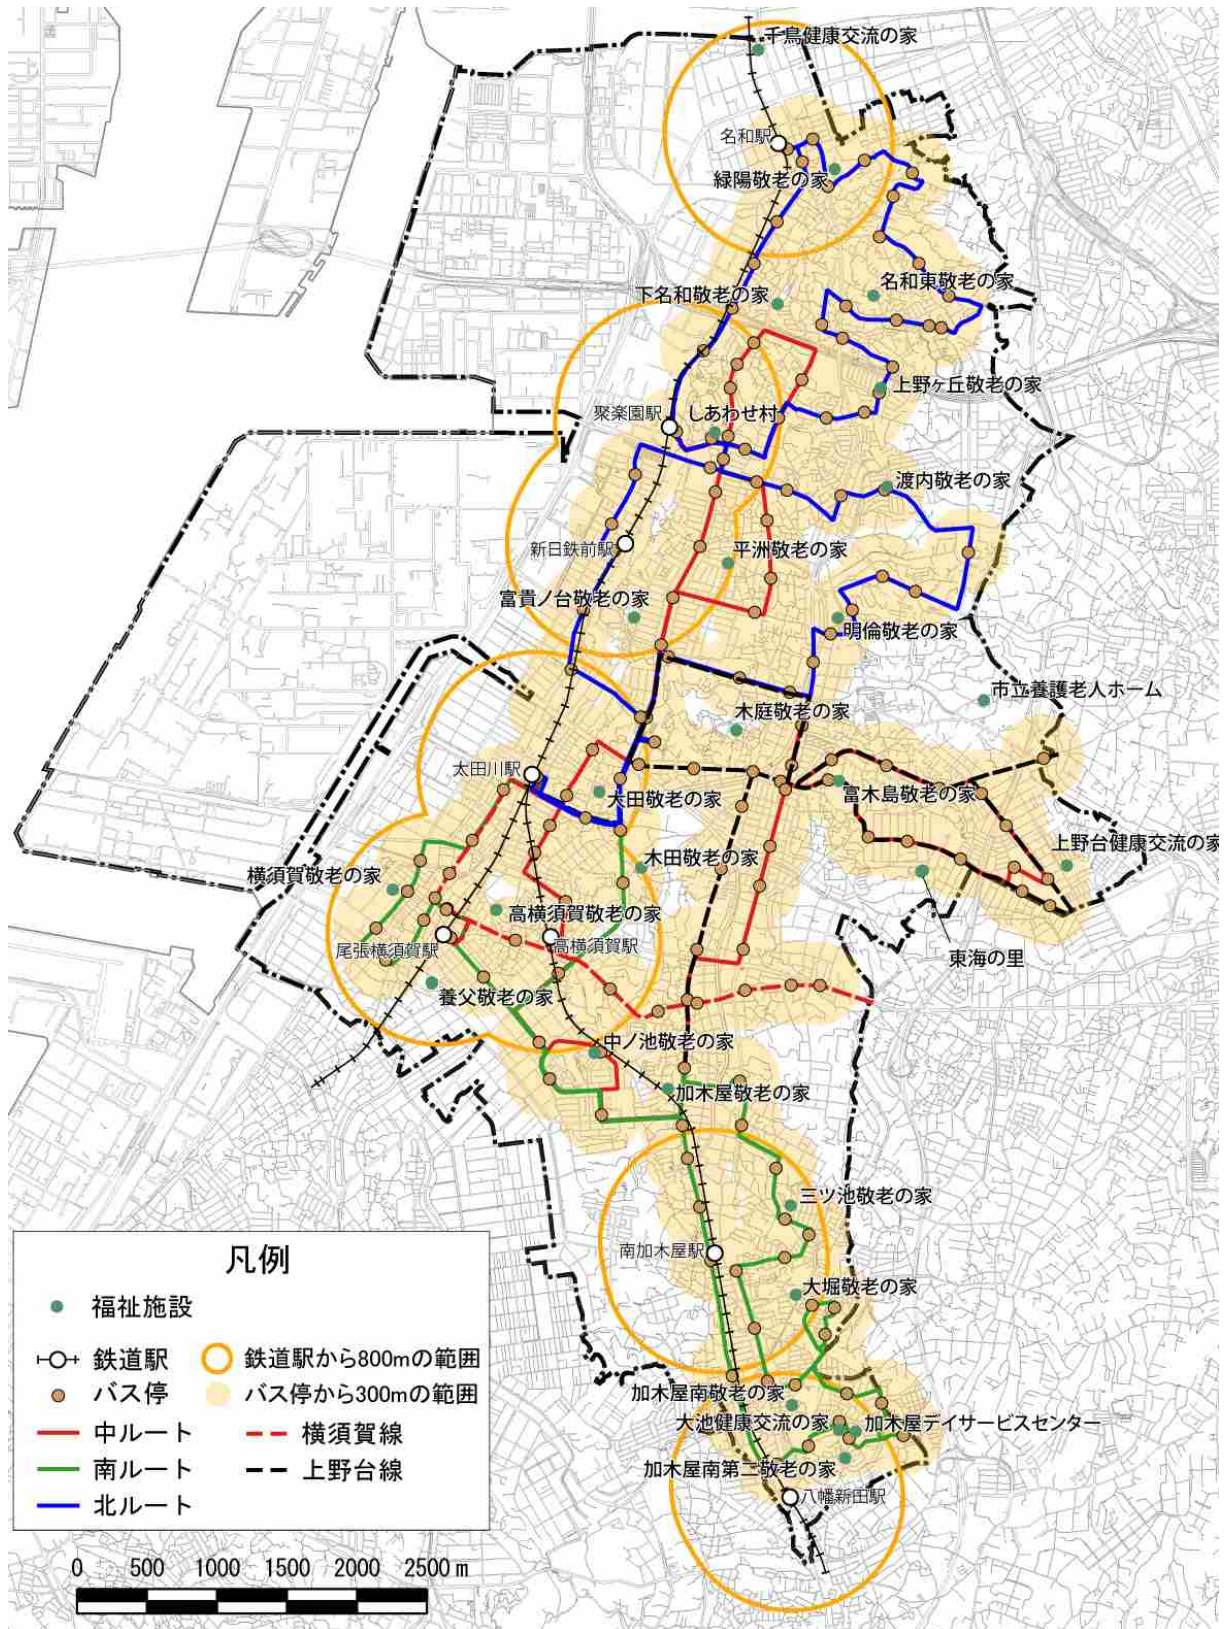 千鳥健康交流の家
名和駅
緑陽敬老の家
名和東敬老の家
下名和敬老の家
上野ヶ丘敬老の家
聚楽園駅
しあわせ村
渡内敬老の家
新日鉄前駅
平洲敬老の家
富貴ノ台敬老の家
明倫敬老の家
市立養護老人ホーム
木庭敬老の家
太田川駅
大田敬老の家
富木島敬老の家
上野台健康交流の家
木田敬老の家
横須賀敬老の家
高横須賀敬老の家
尾張横須賀駅
高横須賀駅
東海の里
養父敬老の家
中ノ池敬老の家
加木屋敬老の家
三ツ池敬老の家
南加木屋駅
大堀敬老の家
加木屋南敬老の家
大池健康交流の家
加木屋デイサービスセンター
加木屋南第二敬老の家
八幡新田駅
凡例
福祉施設
鉄道駅
鉄道駅から800mの範囲
バス停
バス停から300mの範囲
中ルート
横須賀線
南ルート
上野台線
北ルート
0 500 1000 1500 2000 2500 m